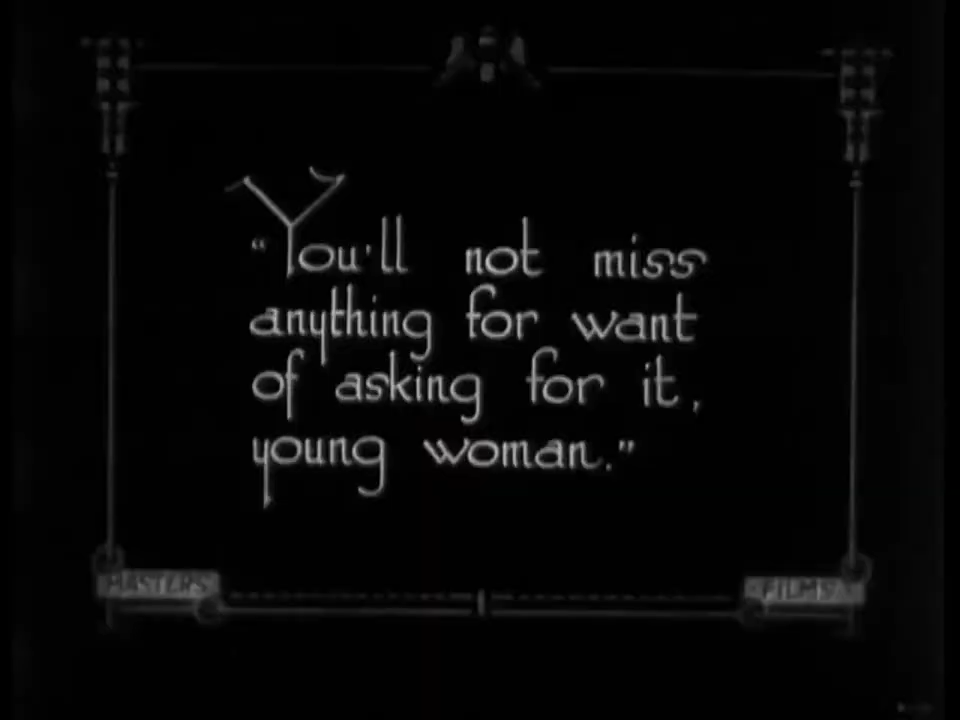 "You'll not miss
anything for want
of asking for it,
young woman."
MASTERS FILMS